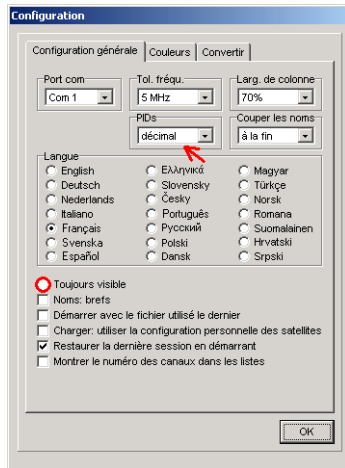 Configuration
Configuration générale Couleurs Convertir
Port com Tol. fréqu. Larg. de colonne
Com 1 5 MHz 70%
PIDs Couper les noms
décimal à la fin
Langue
English Ελληνικά Magyar
Deutsch Slovensky Türkçe
Nederlands Česky Norsk
Italiano Português Romana
Français Русский Suomalainen
Svenska Polski Hrvatski
Español Dansk Srpski
Toujours visible
Noms: brefs
Démarrer avec le fichier utilisé le dernier
Charger: utiliser la configuration personnelle des satellites
Restaurer la dernière session en démarrant
Montrer le numéro des canaux dans les listes
OK